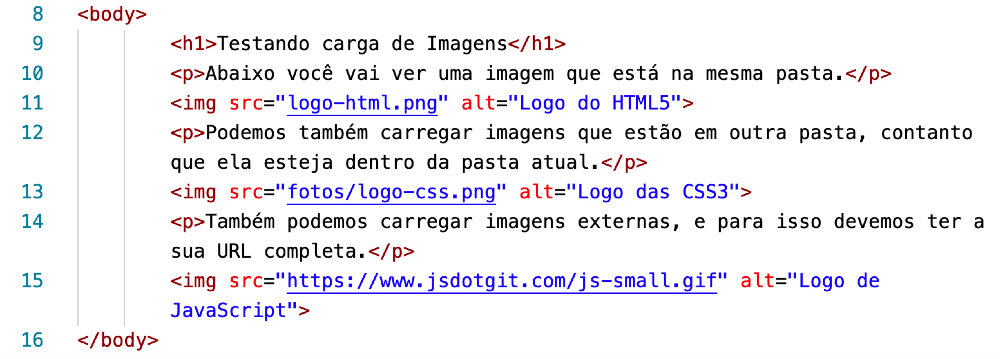 8 <body>
9 <h1>Testando carga de Imagens</h1>
10 <p>Abaixo você vai ver uma imagem que está na mesma pasta.</p>
11 <img src="logo-html.png" alt="Logo do HTML5">
12 <p>Podemos também carregar imagens que estão em outra pasta, contanto
que ela esteja dentro da pasta atual.</p>
13 <img src="fotos/logo-css.png" alt="Logo das CSS3">
14 <p>Também podemos carregar imagens externas, e para isso devemos ter a
sua URL completa.</p>
15 <img src="https://www.jsdotgit.com/js-small.gif" alt="Logo de
JavaScript">
16 </body>